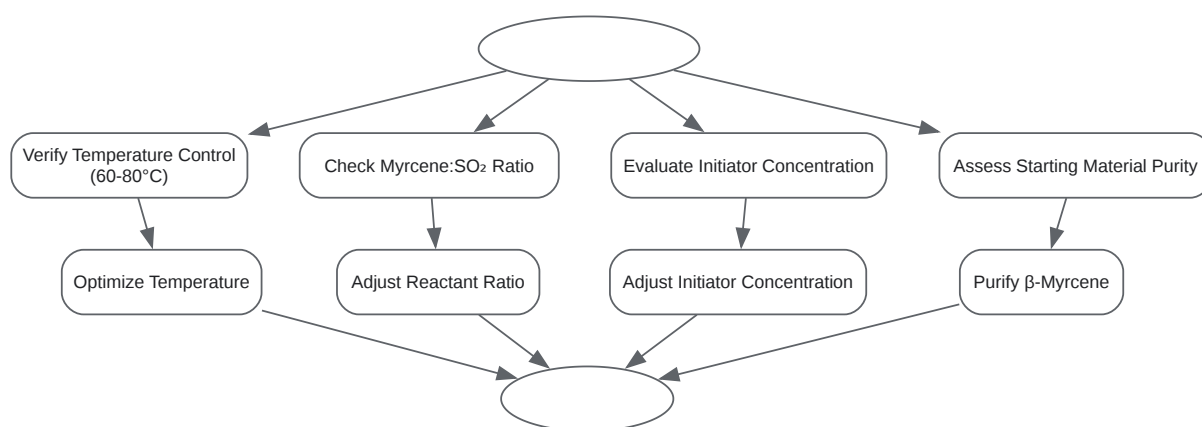 Verify Temperature Control
(60-80°C)
Check Myrcene:SO₂ Ratio
Evaluate Initiator Concentration
Assess Starting Material Purity
Optimize Temperature
Adjust Reactant Ratio
Adjust Initiator Concentration
Purify β-Myrcene